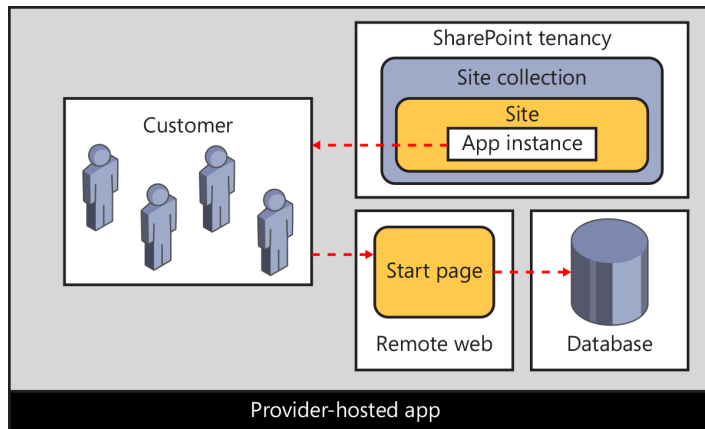 SharePoint tenancy
Site collection
Site
App instance
Customer
Start page
Remote web
Database
Provider-hosted app